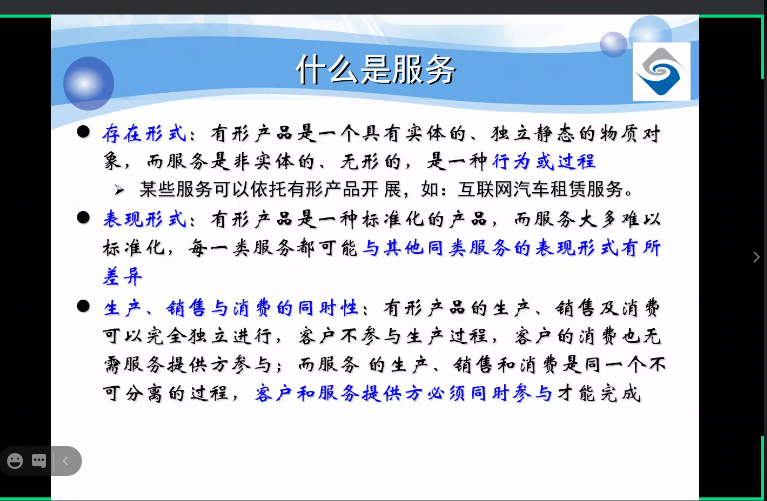 什么是服务
存在形式：有形产品是一个具有实体的、独立静态的物质对
象，而服务是非实体的、无形的，是一种行为或过程
某些服务可以依托有形产品开 展，如：互联网汽车租赁服务。
表现形式：有形产品是一种标准化的产品，而服务大多难以
标准化，每一类服务都可能与其他同类服务的表现形式有所
差异
生产、销售与消费的同时性：有形产品的生产、销售及消费
可以完全独立进行，客户不参与生产过程，客户的消费也无
需服务提供方参与；而服务 的生产、销售和消费是同一个不
可分离的过程，客户和服务提供方必须同时参与才能完成